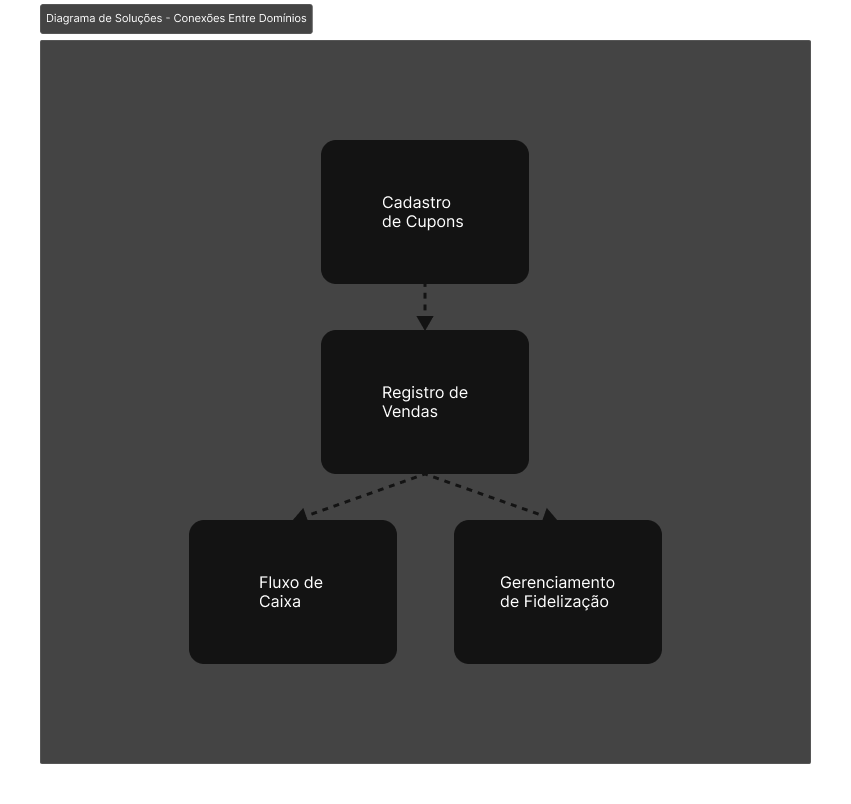 Diagrama de Soluções - Conexões Entre Domínios
Cadastro
de Cupons
Registro de
Vendas
Fluxo de
Caixa
Gerenciamento
de Fidelização